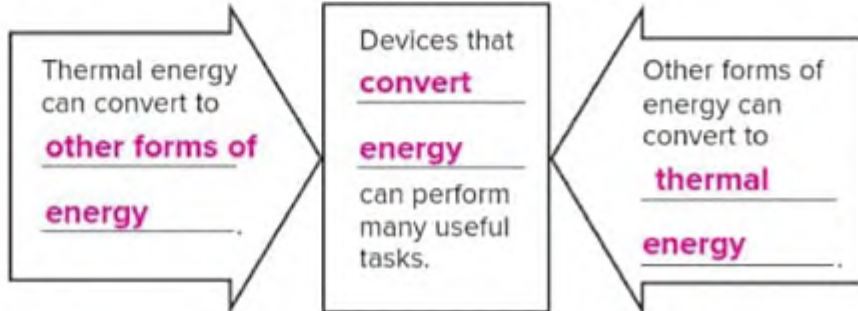 Thermal energy
can convert to
other forms of
energy.
Devices that
convert
energy
can perform
many useful
tasks.
Other forms of
energy can
convert to
thermal
energy.